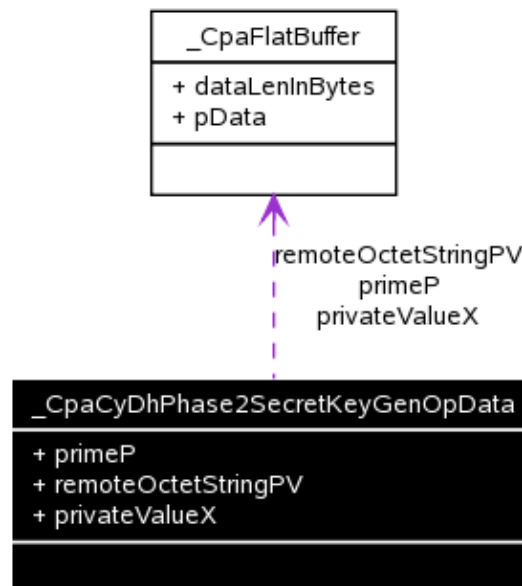 _CpaFlatBuffer
+ dataLenInBytes
+ pData
remoteOctetStringPV
primeP
privateValueX
_CpaCyDhPhase2SecretKeyGenOpData
+ primeP
+ remoteOctetStringPV
+ privateValueX